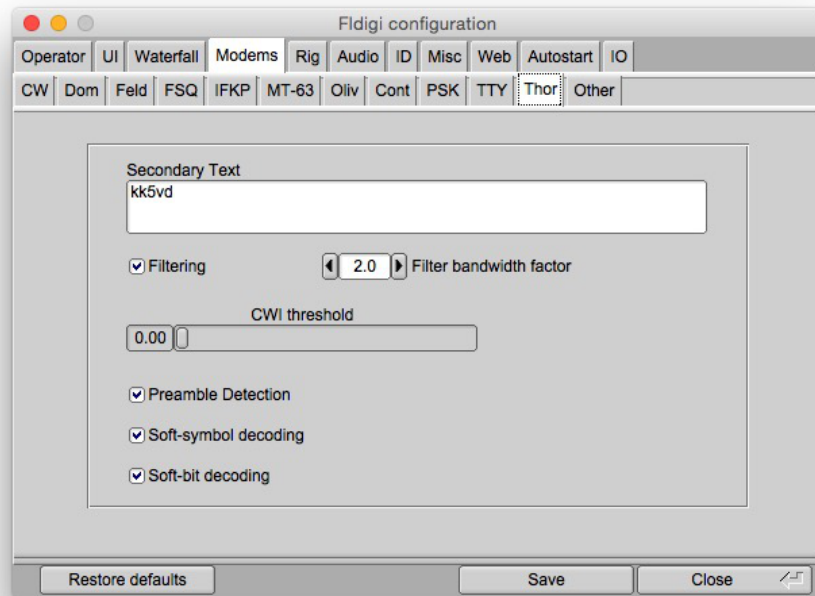 Fldigi configuration
Operator UI Waterfall Modems Rig Audio ID Misc Web Autostart IO
CW Dom Feld FSQ IFKP MT-63 Oliv Cont PSK TTY Thor Other
Secondary Text
kk5vd
Filtering 2.0 Filter bandwidth factor
CWI threshold
0.00
Preamble Detection
Soft-symbol decoding
Soft-bit decoding
Restore defaults Save Close